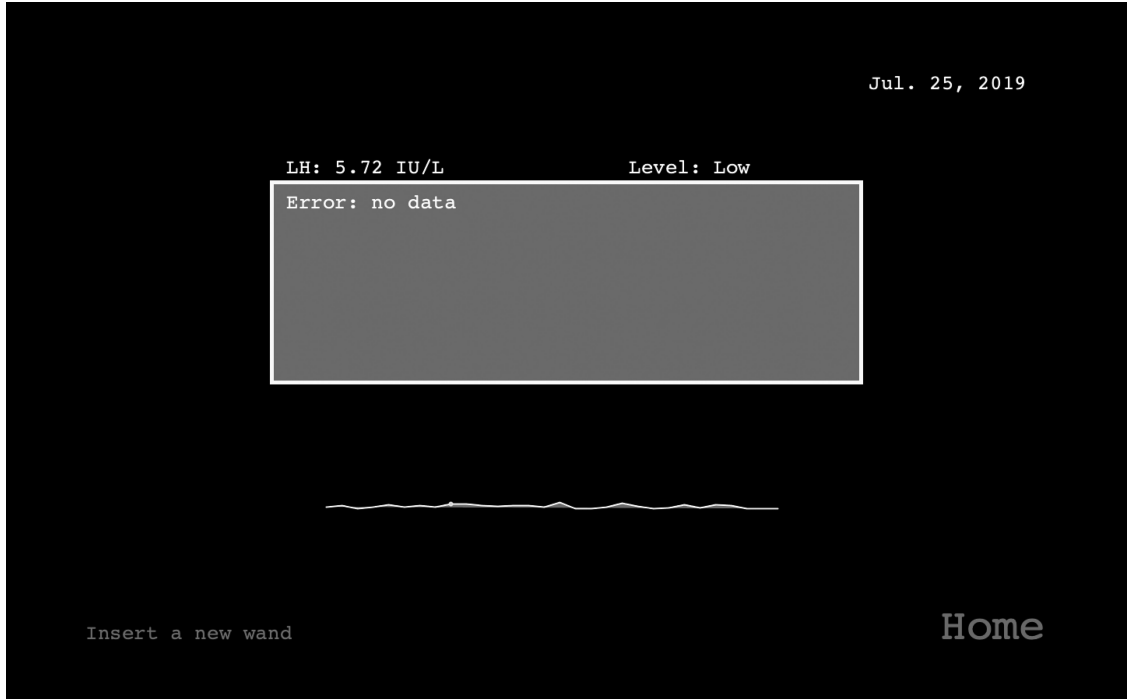 Jul. 25, 2019
LH: 5.72 IU/L Level: Low
Error: no data
Insert a new wand
Home